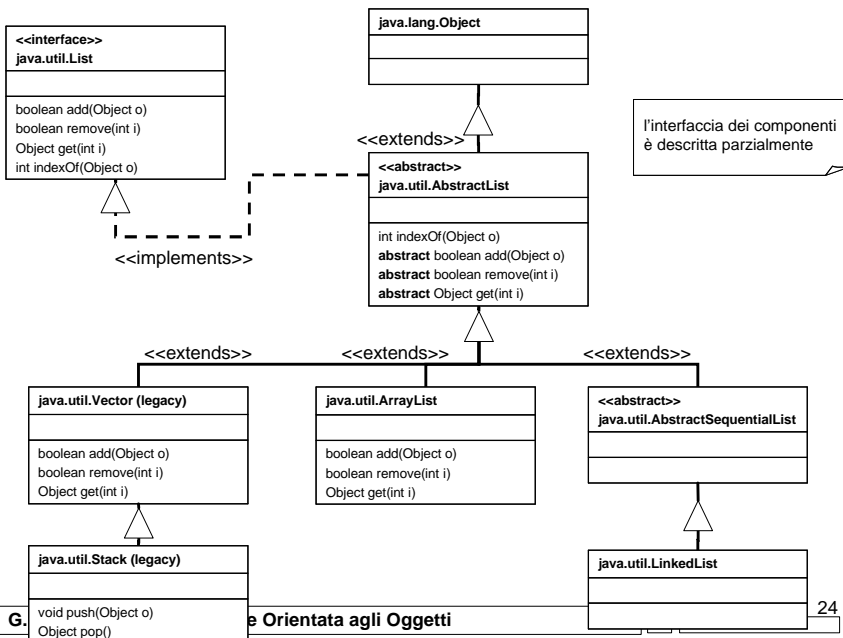 <<interface>>
java.util.List
boolean add(Object o)
boolean remove(int i)
Object get(int i)
int indexOf(Object o)
java.lang.Object
l'interfaccia dei componenti
è descritta parzialmente
<<extends>>
<<abstract>>
java.util.AbstractList
int indexOf(Object o)
abstract boolean add(Object o)
abstract boolean remove(int i)
abstract Object get(int i)
<<implements>>
<<extends>>
<<extends>>
<<extends>>
java.util.Vector (legacy)
boolean add(Object o)
boolean remove(int i)
Object get(int i)
java.util.ArrayList
boolean add(Object o)
boolean remove(int i)
Object get(int i)
<<abstract>>
java.util.AbstractSequentialList
java.util.Stack (legacy)
void push(Object o)
Object pop()
java.util.LinkedList
G.
e Orientata agli Oggetti
24